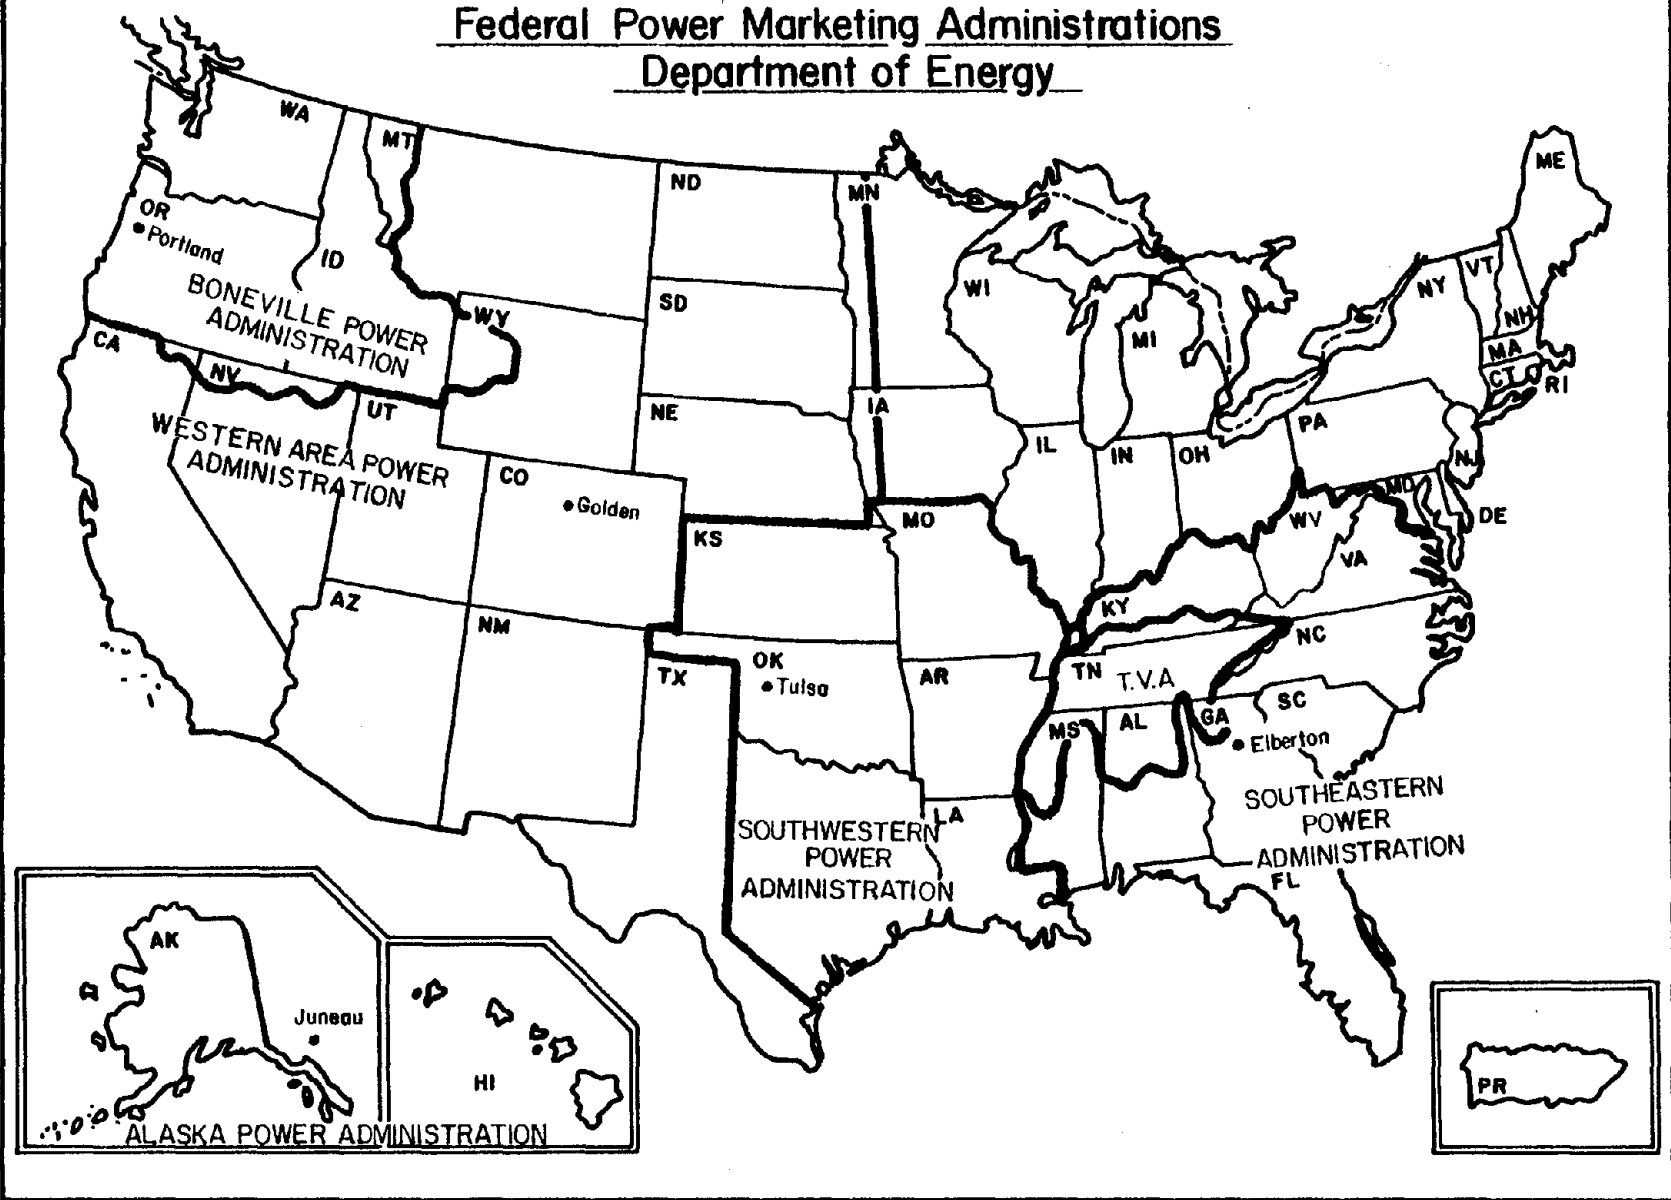 Federal Power Marketing Administrations
Department of Energy
WA
MT
ND
MN
ME
OR
Portland
ID
BONEVILLE POWER
ADMINISTRATION
WY
SD
WI
MI
NY
VT
NH
MA
CT
RI
CA
NV
UT
NE
IA
IL
IN
OH
PA
NJ
WESTERN AREA POWER
ADMINISTRATION
CO
Golden
KS
MO
WV
MD
DE
VA
KY
AZ
NM
TX
OK
Tulsa
AR
TN
T.V.A
NC
SC
MS
AL
GA
Elberton
SOUTHWESTERN
POWER
ADMINISTRATION
LA
SOUTHEASTERN
POWER
ADMINISTRATION
FL
AK
Juneau
HI
ALASKA POWER ADMINISTRATION
PR